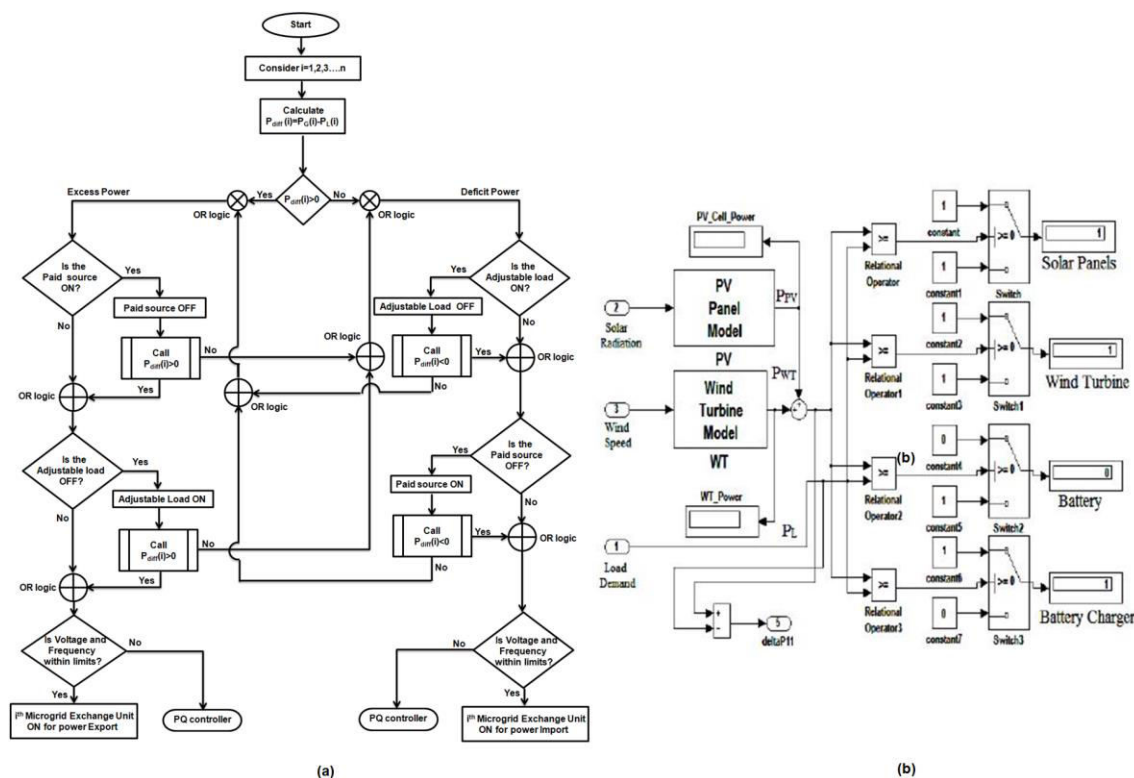 Start
Consider i=1,2,3....n
Calculate
Pdiff (i)=PG(i)-PL(i)
Excess Power
Yes
Pdiff(i)>0
No
Deficit Power
OR logic
OR logic
Is the
Paid source
ON?
Yes
Paid source OFF
No
Call
Pdiff(i)>0
No
Yes
OR logic
OR logic
OR logic
Is the
Adjustable load
ON?
Yes
Adjustable Load OFF
Call
Pdiff(i)<0
Yes
OR logic
No
No
Is the
Adjustable load
OFF?
Yes
Adjustable Load ON
No
Call
Pdiff(i)>0
No
Yes
OR logic
Is the
Paid source
OFF?
Yes
Paid source ON
No
Call
Pdiff(i)<0
Yes
OR logic
No
Is Voltage and
Frequency
within limits?
No
Yes
PQ controller
ith Microgrid Exchange Unit
ON for power Export
Is Voltage and
Frequency
within limits?
No
Yes
PQ controller
ith Microgrid Exchange Unit
ON for power Import
(a)
PV_Cell_Power
2
Solar
Radiation
PV
Panel
Model
PV
PPV
3
Wind
Speed
Wind
Turbine
Model
WT
PWT
WT_Power
PL
1
Load
Demand
+
-
5
deltaP11
>=
Relational
Operator
1
constant
1
constant1
>= 0
Switch
1
Solar Panels
>=
Relational
Operator1
1
constant2
1
constant3
>= 0
Switch1
1
Wind Turbine
>=
Relational
Operator2
0
(b)
constant4
1
constant5
>= 0
Switch2
0
Battery
>=
Relational
Operator3
1
constant6
0
constant7
>= 0
Switch3
1
Battery Charger
(b)